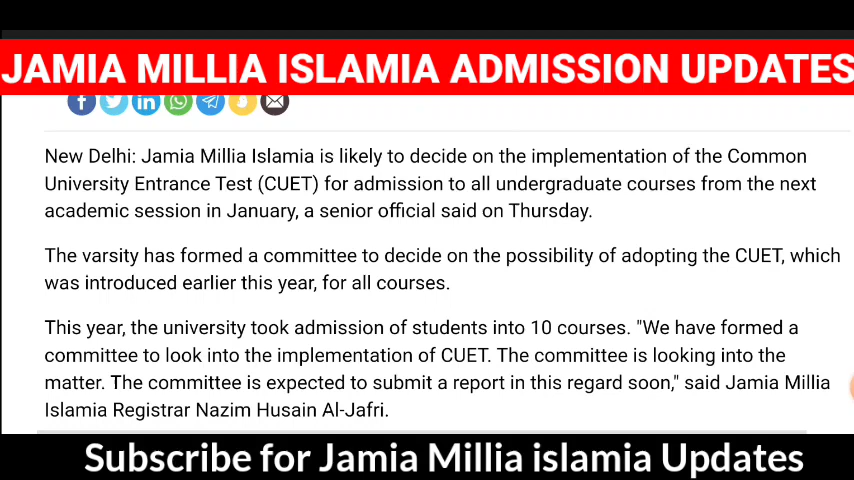 JAMIA MILLIA ISLAMIA ADMISSION UPDATES
New Delhi: Jamia Millia Islamia is likely to decide on the implementation of the Common
University Entrance Test (CUET) for admission to all undergraduate courses from the next
academic session in January, a senior official said on Thursday.
The varsity has formed a committee to decide on the possibility of adopting the CUET, which
was introduced earlier this year, for all courses.
This year, the university took admission of students into 10 courses. "We have formed a
committee to look into the implementation of CUET. The committee is looking into the
matter. The committee is expected to submit a report in this regard soon," said Jamia Millia
Islamia Registrar Nazim Husain Al-Jafri.
Subscribe for Jamia Millia islamia Updates